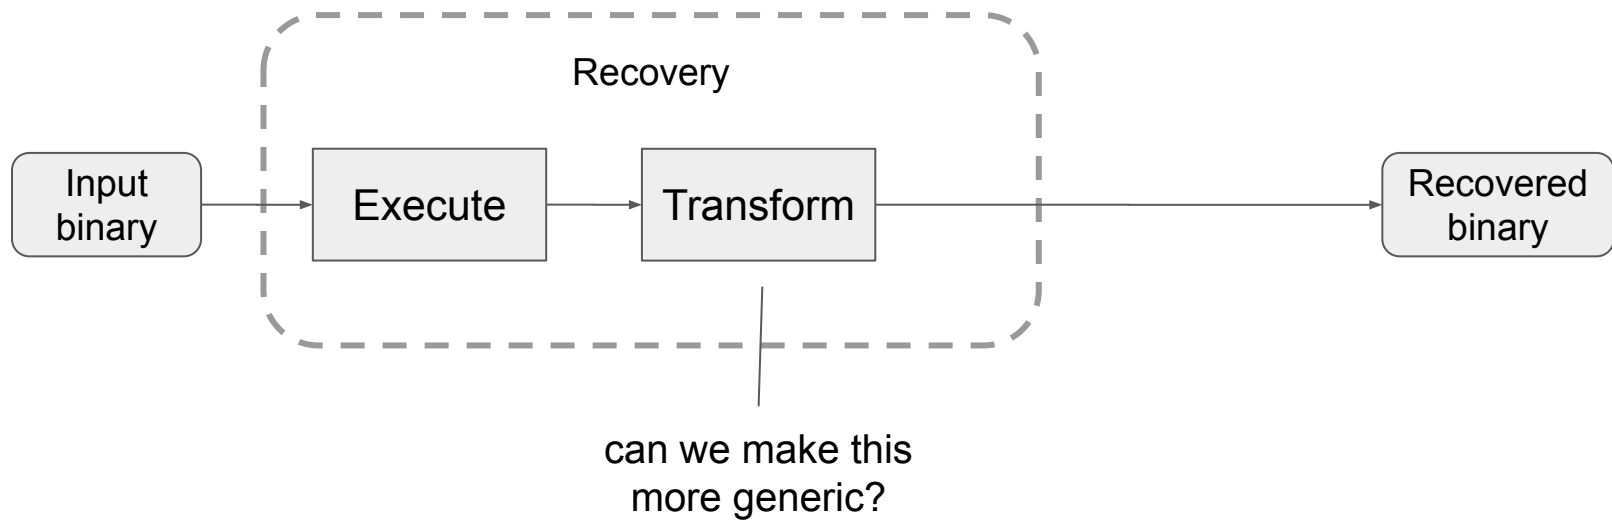 Recovery
Input
binary
Execute
Transform
Recovered
binary
can we make this
more generic?